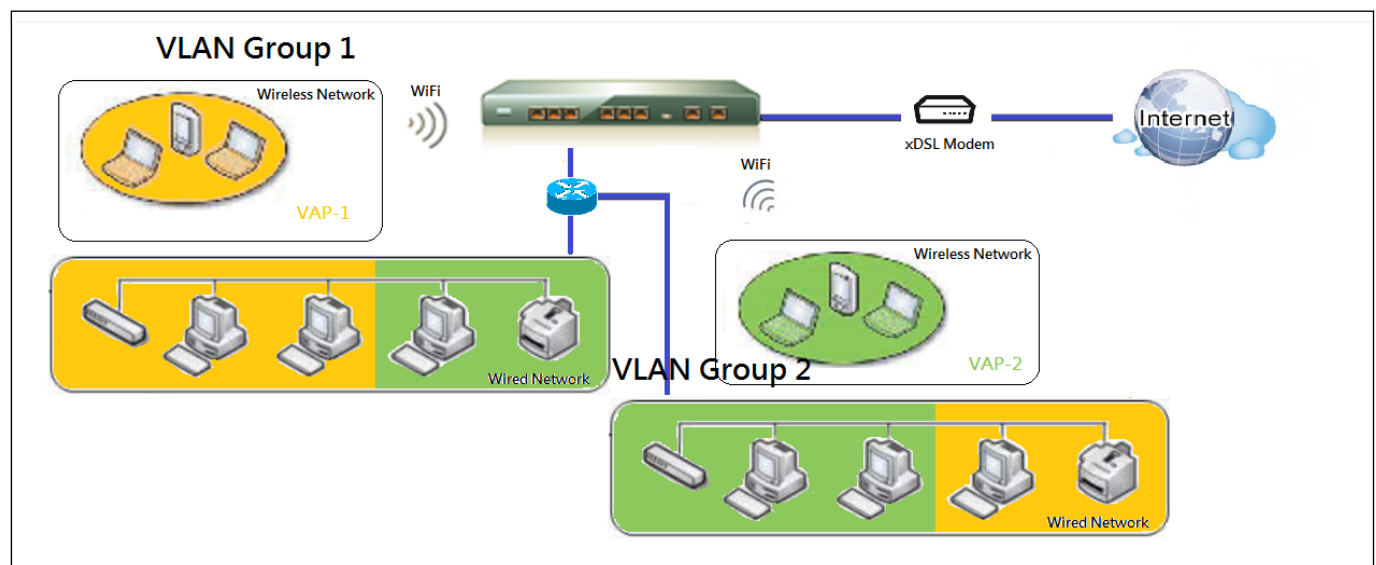 VLAN Group 1
Wireless Network
WiFi
VAP-1
xDSL Modem
Internet
WiFi
Wireless Network
VAP-2
Wired Network
VLAN Group 2
Wired Network